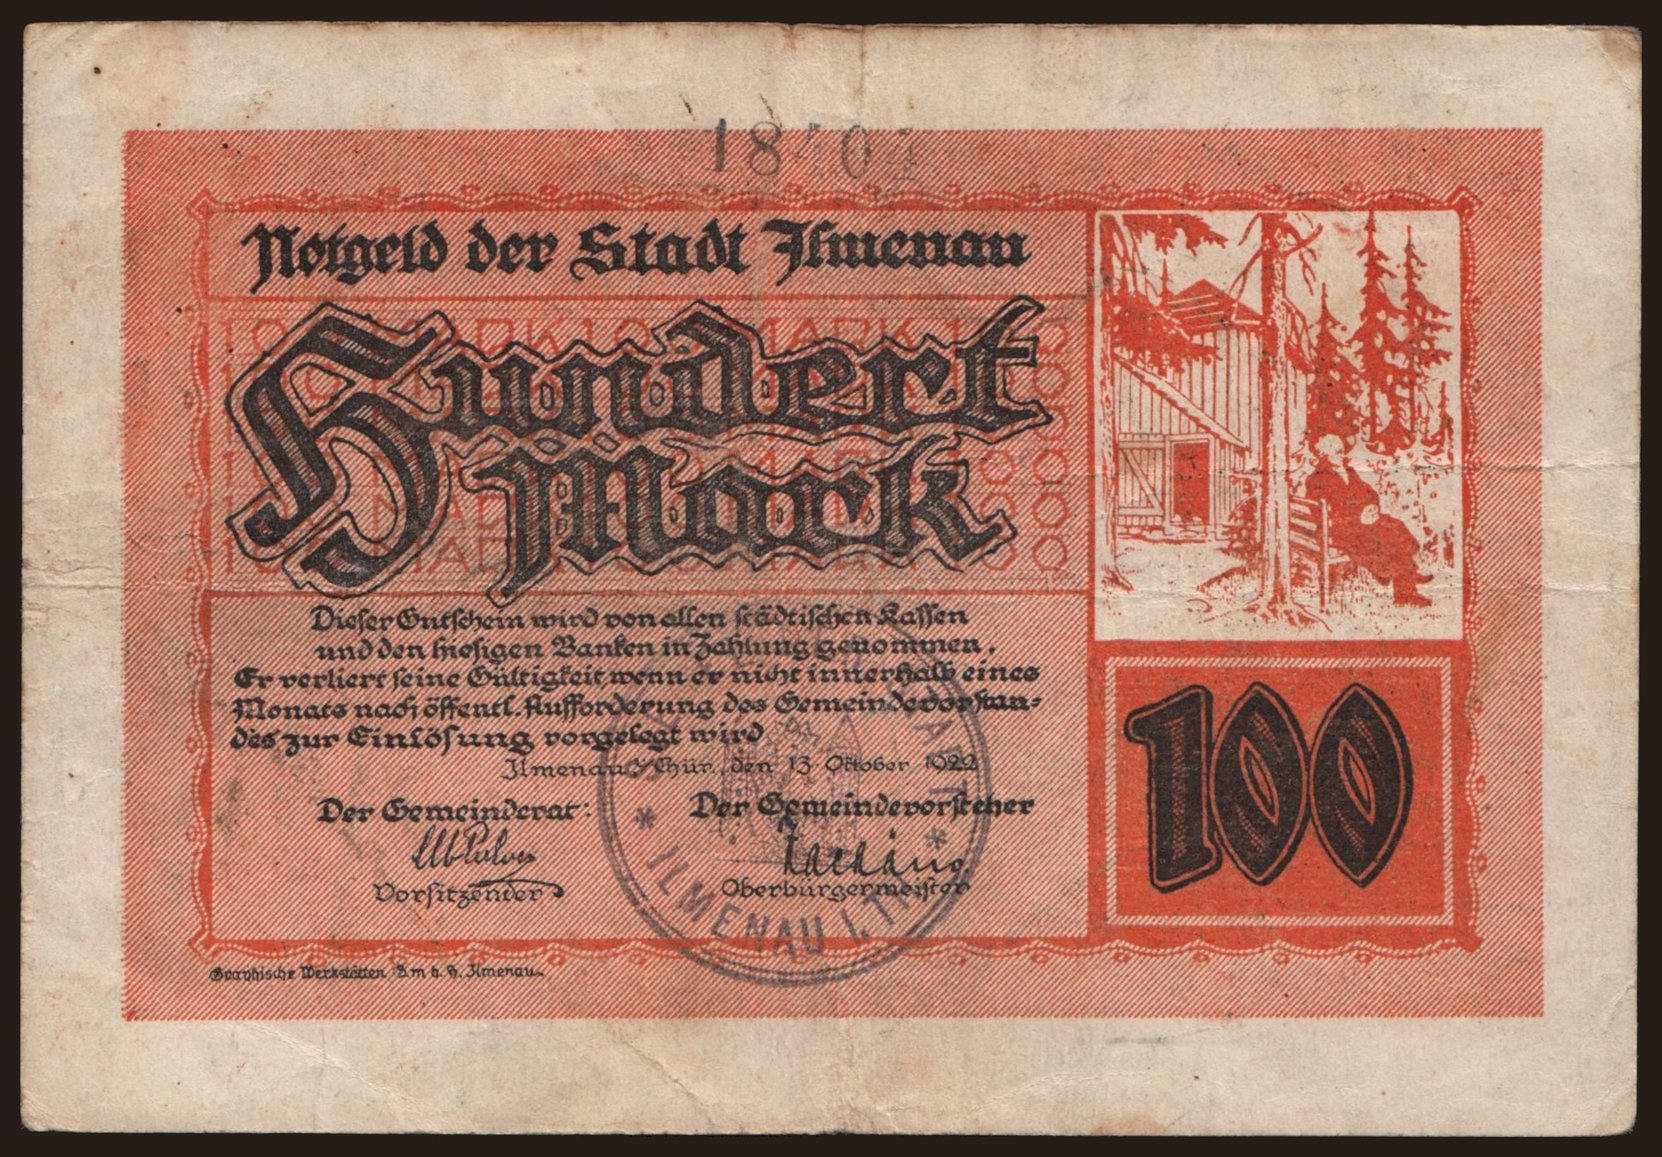 Notgeld der Stadt Ilmenau
Hundert
Mark
Dieser Gutschein wird von allen städtischen Kassen
und den hiesigen Banken in Zahlung genommen.
Er verliert seine Gültigkeit wenn er nicht innerhalb eines
Monats nach öffentl. Aufforderung des Gemeindevorstan-
des zur Einlösung vorgelegt wird
Ilmenau i/Thür., den 13 Oktober 1922
Der Gemeinderat: Der Gemeindevorsteher
Vorsitzender Oberbürgermeister
100
ILMENAU I. TH.
Graphische Werkstätten G.m.b.H. Ilmenau